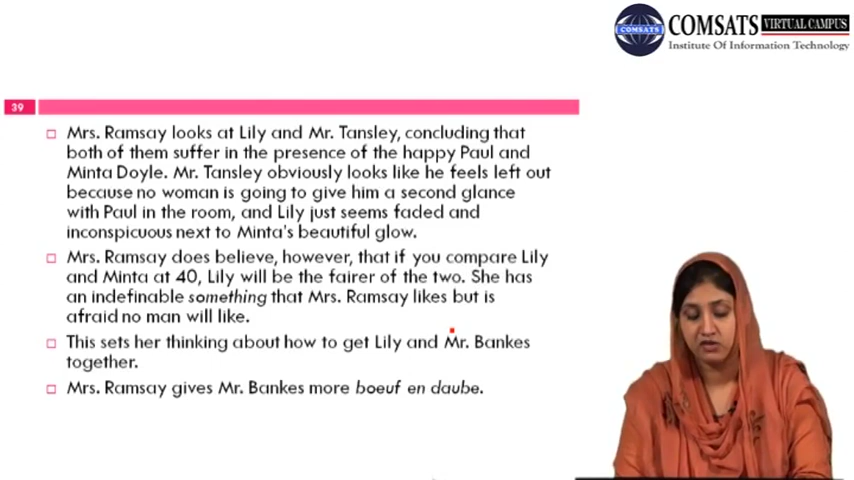 COMSATS VIRTUAL CAMPUS
COMSATS
Institute Of Information Technology
39
Mrs. Ramsay looks at Lily and Mr. Tansley, concluding that
both of them suffer in the presence of the happy Paul and
Minta Doyle. Mr. Tansley obviously looks like he feels left out
because no woman is going to give him a second glance
with Paul in the room, and Lily just seems faded and
inconspicuous next to Minta's beautiful glow.
Mrs. Ramsay does believe, however, that if you compare Lily
and Minta at 40, Lily will be the fairer of the two. She has
an indefinable something that Mrs. Ramsay likes but is
afraid no man will like.
This sets her thinking about how to get Lily and Mr. Bankes
together.
Mrs. Ramsay gives Mr. Bankes more boeuf en daube.